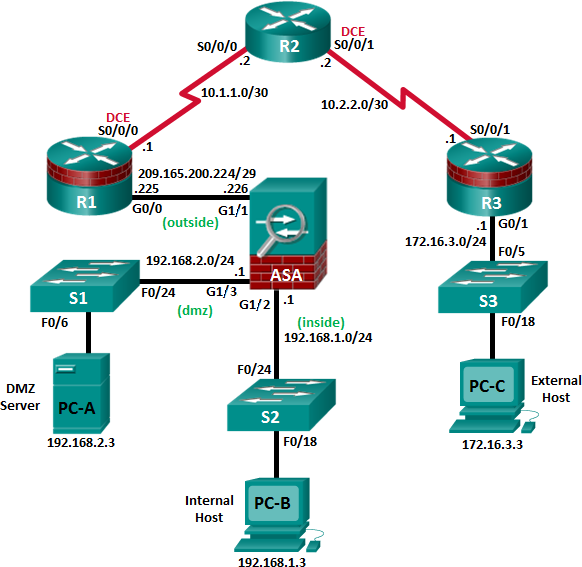 DCE
S0/0/0
S0/0/1
R2
.2
.2
10.1.1.0/30
10.2.2.0/30
DCE
S0/0/0
.1
S0/0/1
.1
209.165.200.224/29
R1
.225
.226
G0/0
G1/1
(outside)
R3
G0/1
.1
172.16.3.0/24
F0/5
192.168.2.0/24
.1
ASA
S1
F0/24
G1/3
(dmz)
G1/2
.1
(inside)
192.168.1.0/24
S3
F0/18
F0/6
F0/24
DMZ
Server
PC-A
192.168.2.3
S2
F0/18
PC-C
External
Host
172.16.3.3
Internal
Host
PC-B
192.168.1.3